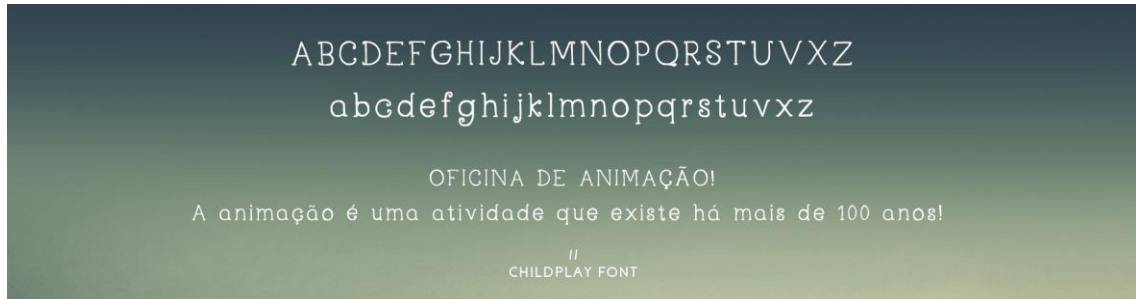 ABCDEFGHIJKLMNOPQRSTUVXZ
abcdefghijklmnopqrstuvxz
OFICINA DE ANIMAÇÃO!
A animação é uma atividade que existe há mais de 100 anos!
//
CHILDPLAY FONT